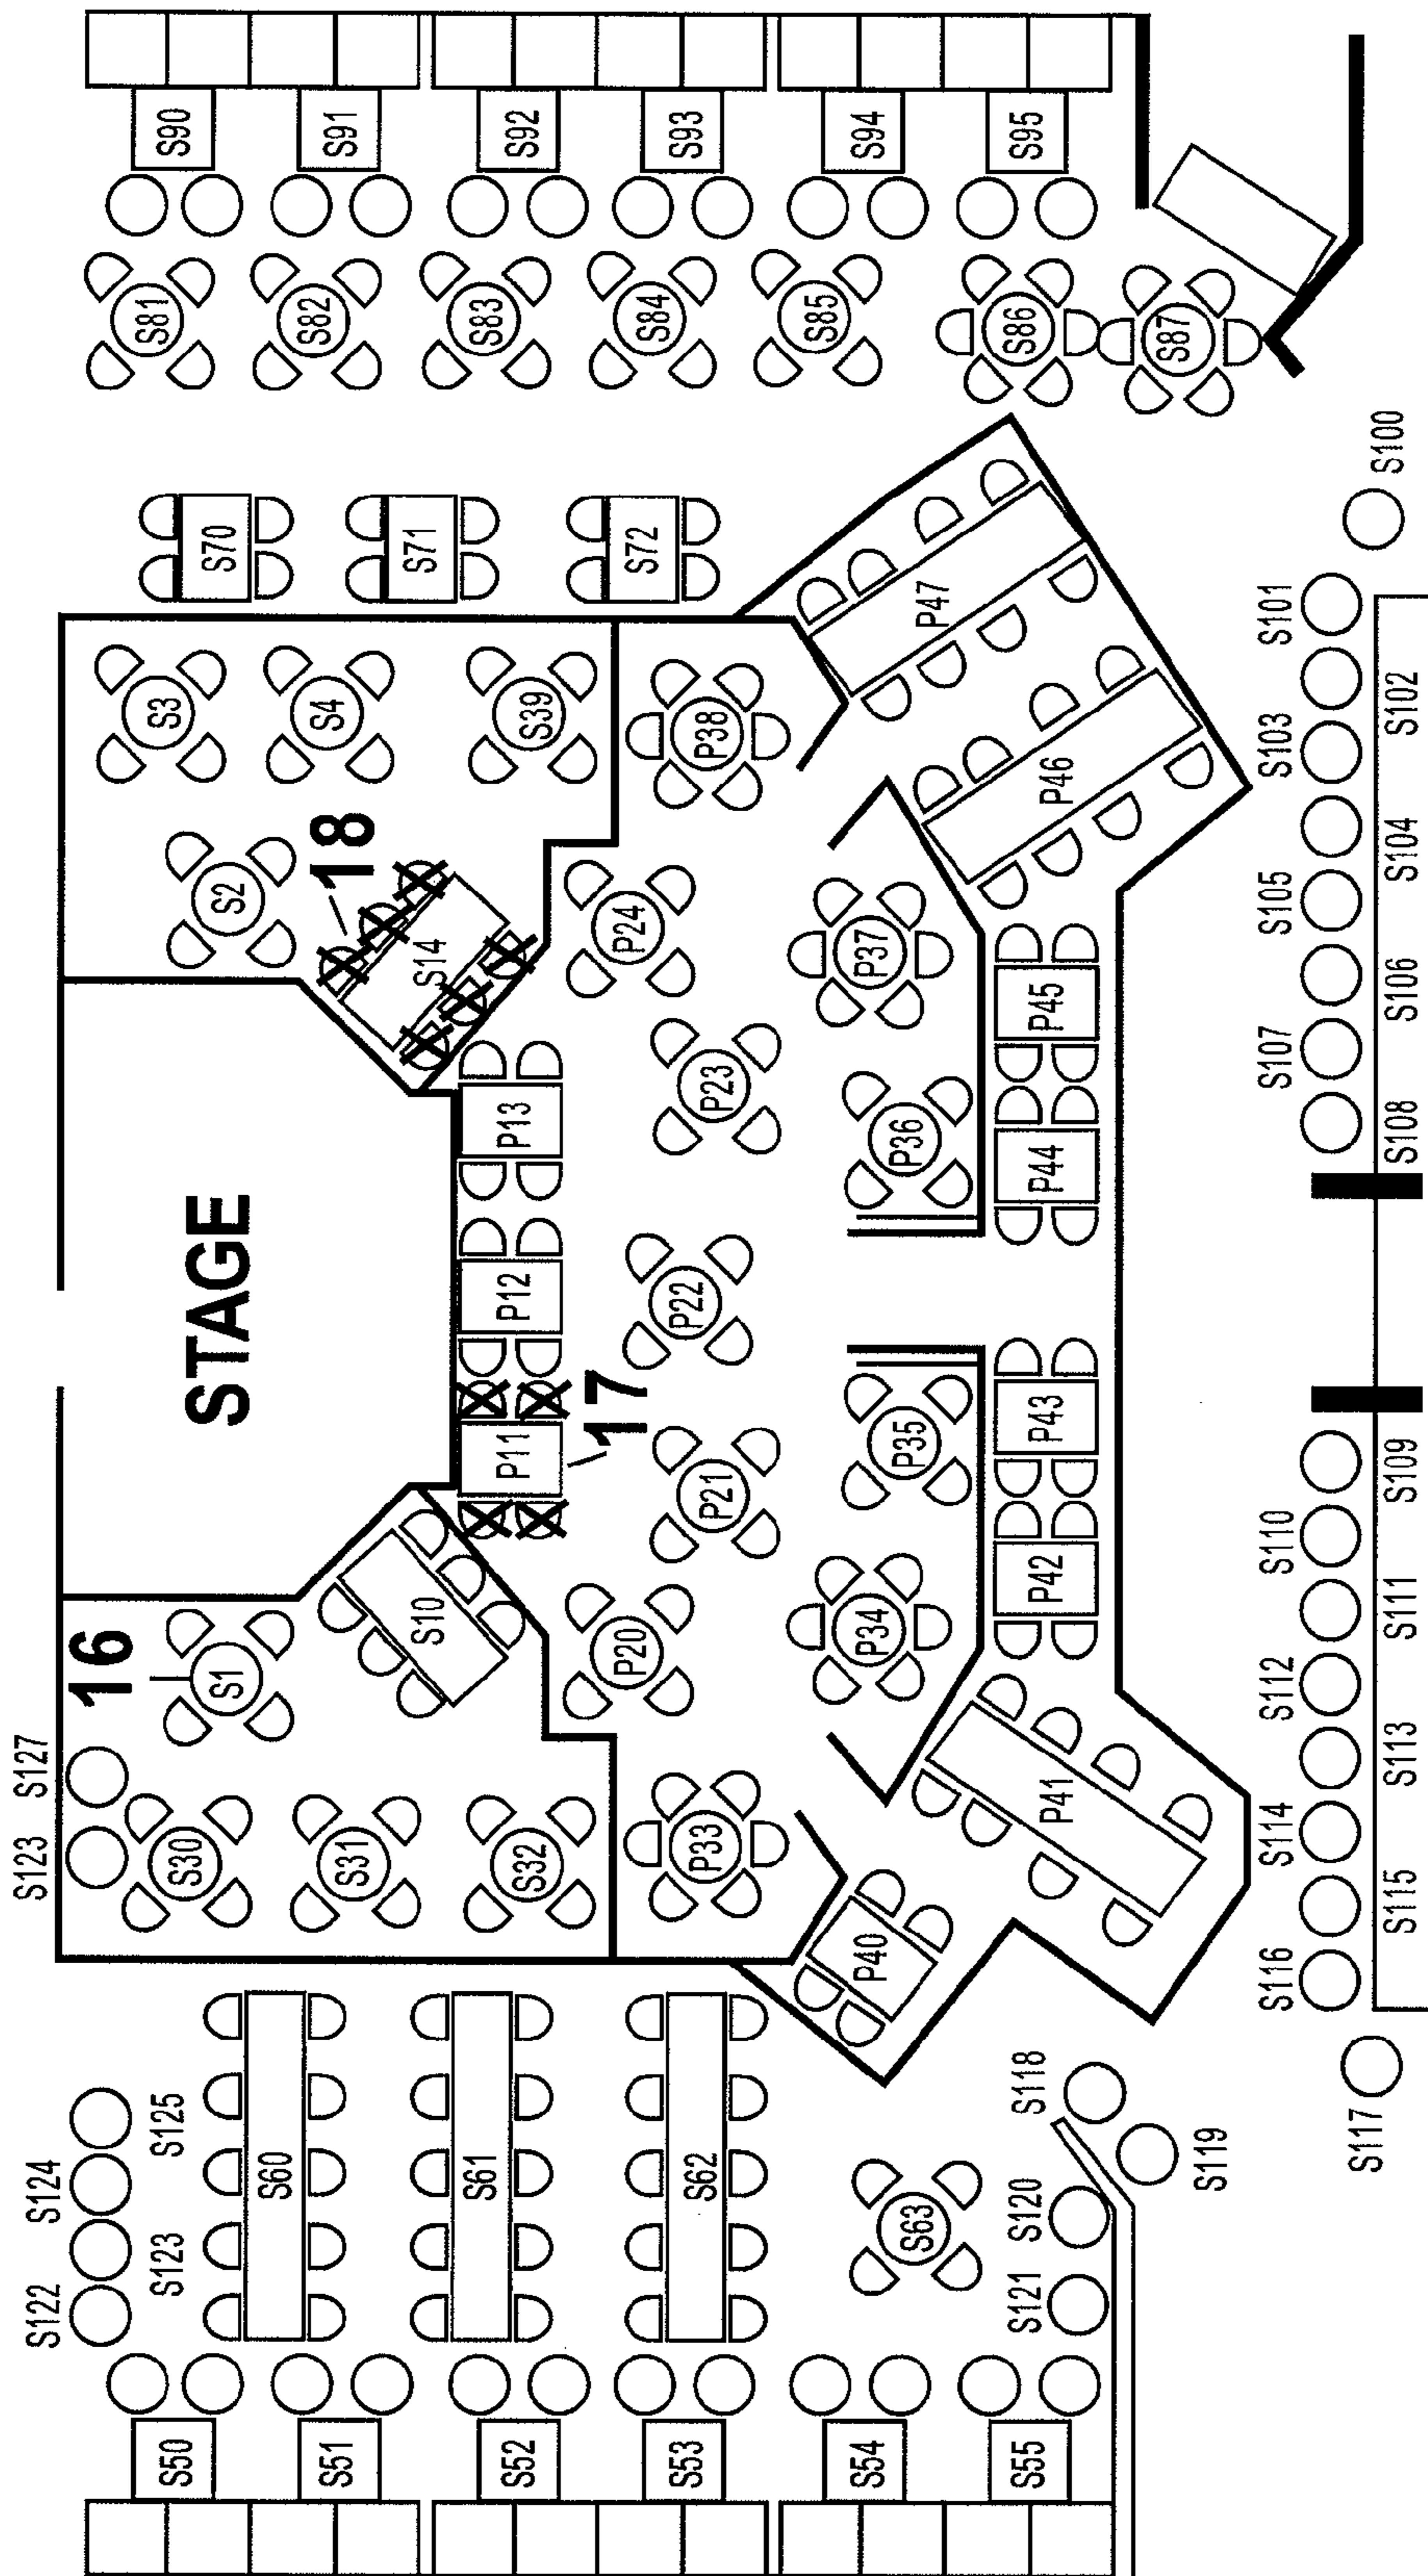 S122
S124
S123
S127
16
S123
S125
S50
S30
S3
S81
S90
STAGE
S1
S2
S70
S60
S51
S31
18
S4
S82
S91
S10
S14
S71
S61
S52
S32
P11
P12
P13
S39
S83
S92
17
P20
P22
P24
S72
S84
S62
S53
P33
P21
P23
P38
S93
S85
S54
P40
P34
P35
P36
P37
P47
S94
S63
S55
S121
S120
S118
P41
P42
P43
P44
P45
P46
S86
S95
S119
S87
S116
S114
S112
S110
S107
S105
S103
S101
S117
S115
S113
S111
S109
S108
S106
S104
S102
S100